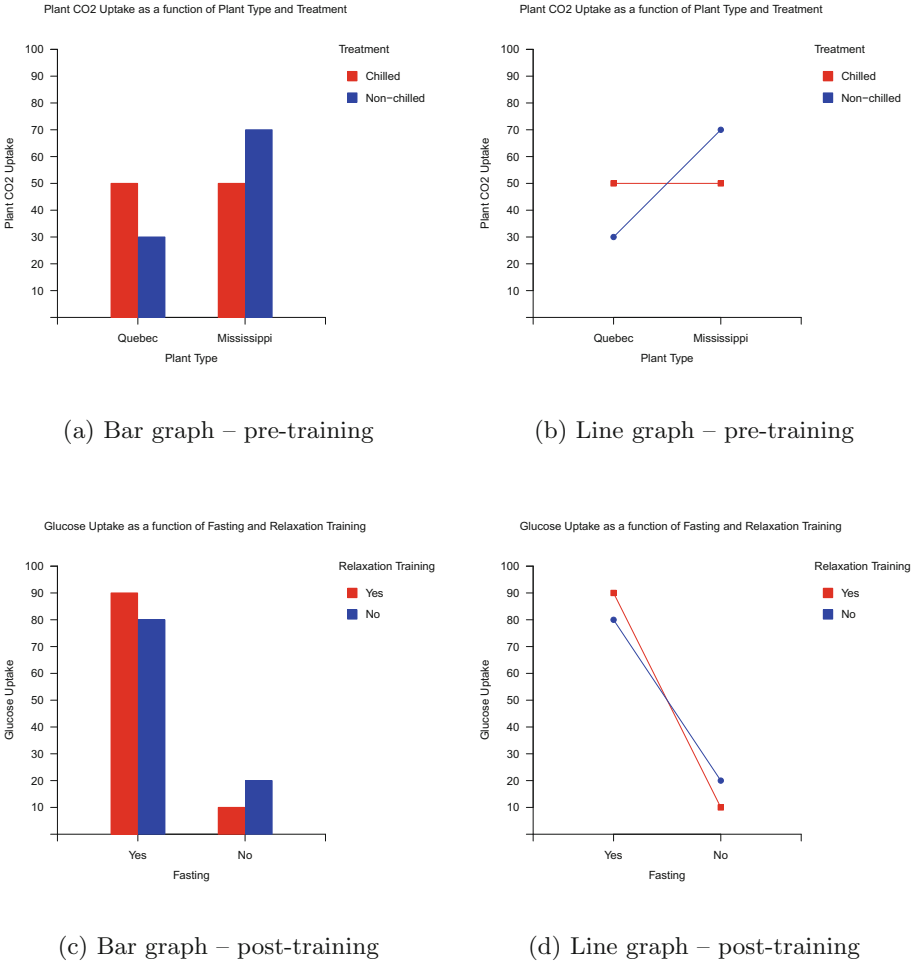 Plant CO2 Uptake as a function of Plant Type and Treatment
Plant CO2 Uptake
100
90
80
70
60
50
40
30
20
10
Quebec Mississippi
Plant Type
Treatment
Chilled
Non−chilled
(a) Bar graph – pre-training
Plant CO2 Uptake as a function of Plant Type and Treatment
Plant CO2 Uptake
100
90
80
70
60
50
40
30
20
10
Quebec Mississippi
Plant Type
Treatment
Chilled
Non−chilled
(b) Line graph – pre-training
Glucose Uptake as a function of Fasting and Relaxation Training
Glucose Uptake
100
90
80
70
60
50
40
30
20
10
Yes No
Fasting
Relaxation Training
Yes
No
(c) Bar graph – post-training
Glucose Uptake as a function of Fasting and Relaxation Training
Glucose Uptake
100
90
80
70
60
50
40
30
20
10
Yes No
Fasting
Relaxation Training
Yes
No
(d) Line graph – post-training